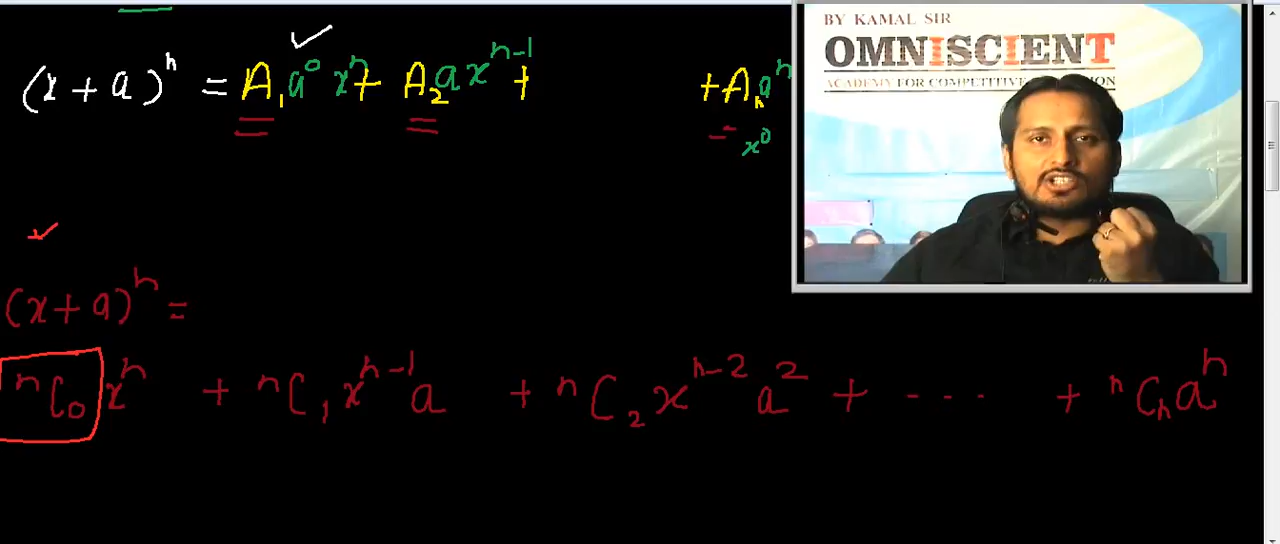 BY KAMAL SIR
OMNISCIENT
ACADEMY FOR COMPETITIVE
(x + a)ⁿ = A₁a⁰xⁿ + A₂axⁿ⁻¹ + + Aₙaⁿ
x⁰
(x + a)ⁿ =
ⁿC₀xⁿ + ⁿC₁xⁿ⁻¹a + ⁿC₂xⁿ⁻²a² + ... + ⁿCₙaⁿ